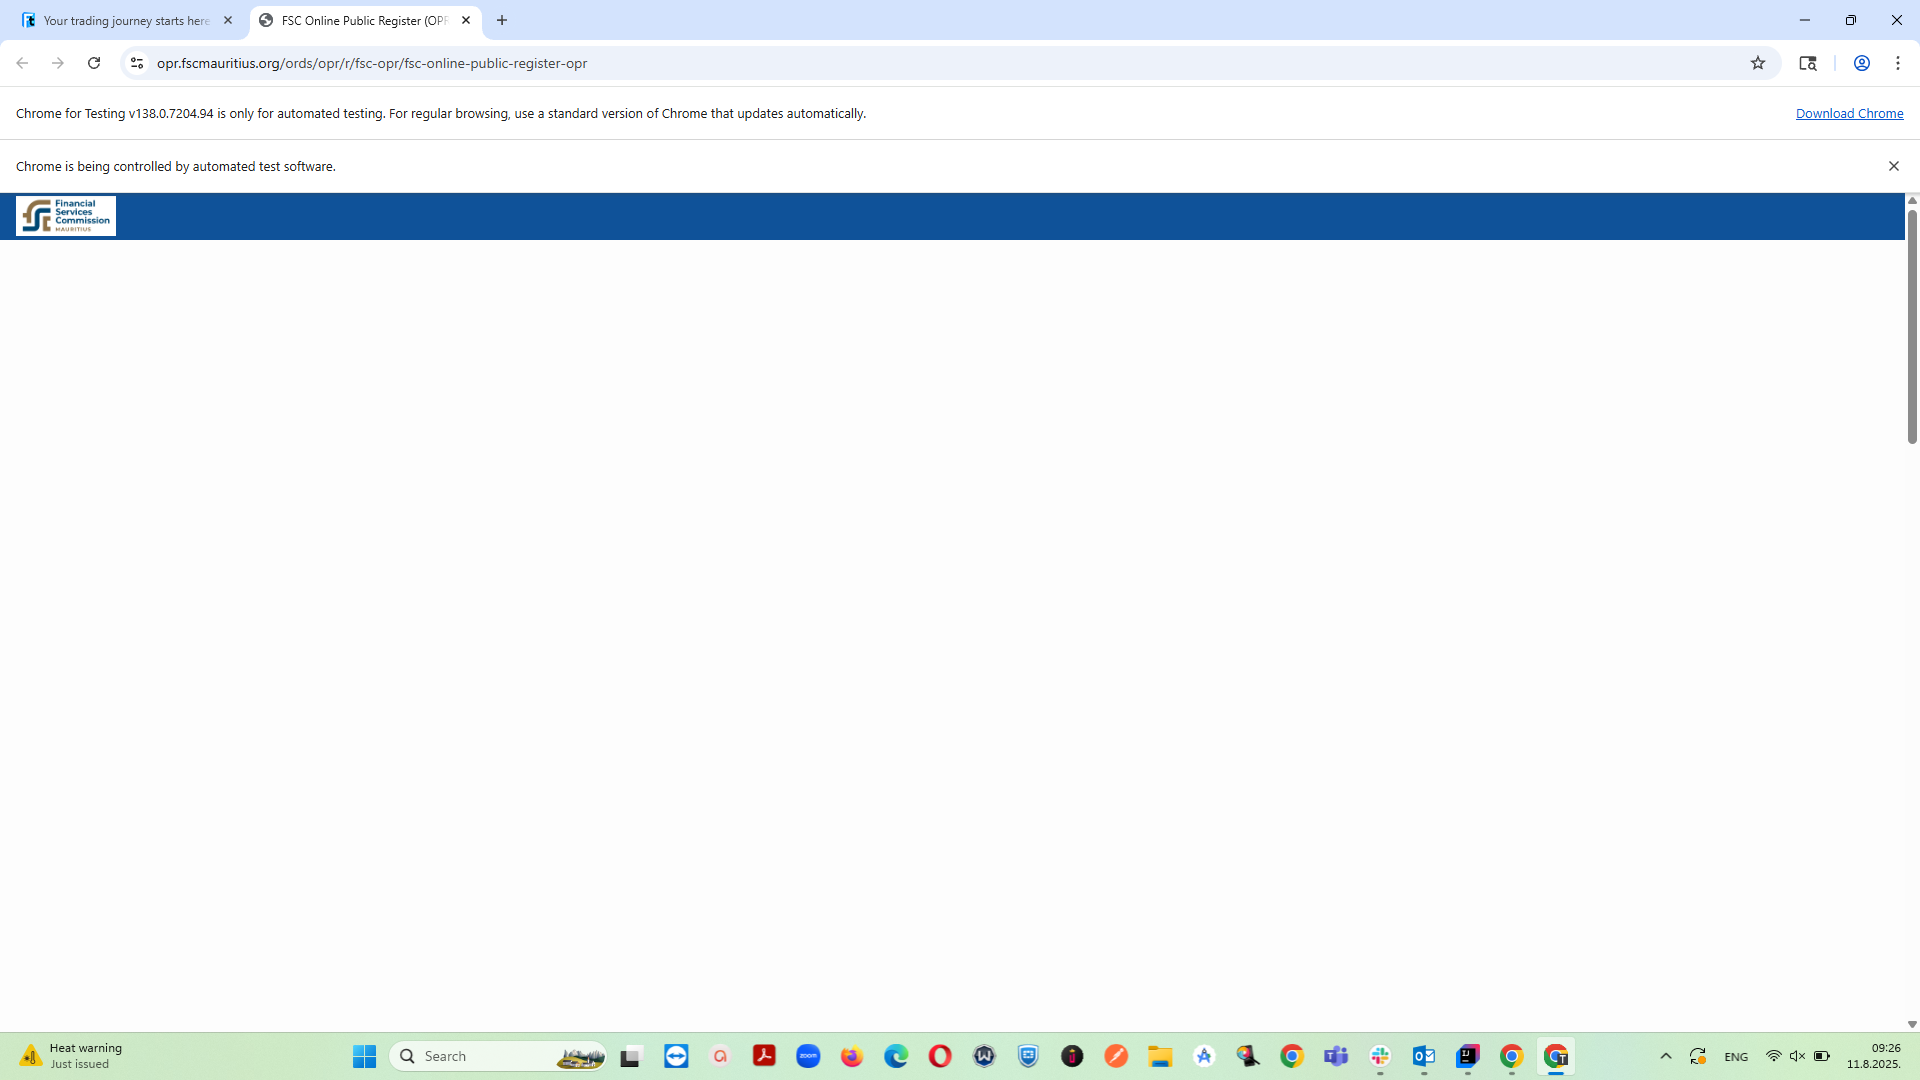 Your trading journey starts here
FSC Online Public Register (OPR
opr.fscmauritius.org/ords/opr/r/fsc-opr/fsc-online-public-register-opr
Chrome for Testing v138.0.7204.94 is only for automated testing. For regular browsing, use a standard version of Chrome that updates automatically.
Download Chrome
Chrome is being controlled by automated test software.
Financial
Services
Commission
MAURITIUS
Heat warning
Just issued
Search
zoom
ENG
09:26
11.8.2025.